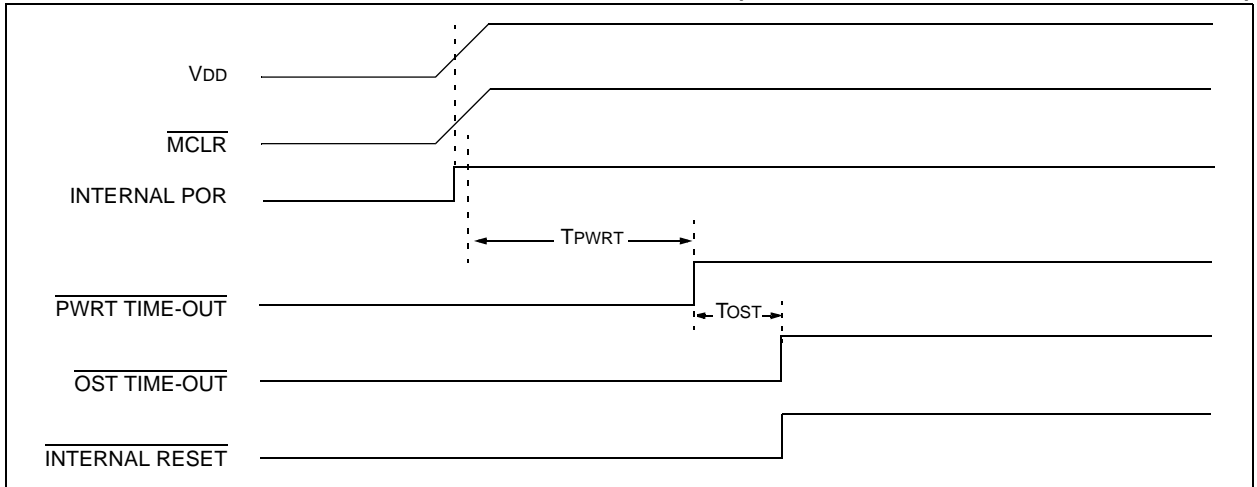 VDD
MCLR
INTERNAL POR
TPWRT
PWRT TIME-OUT
TOST
OST TIME-OUT
INTERNAL RESET